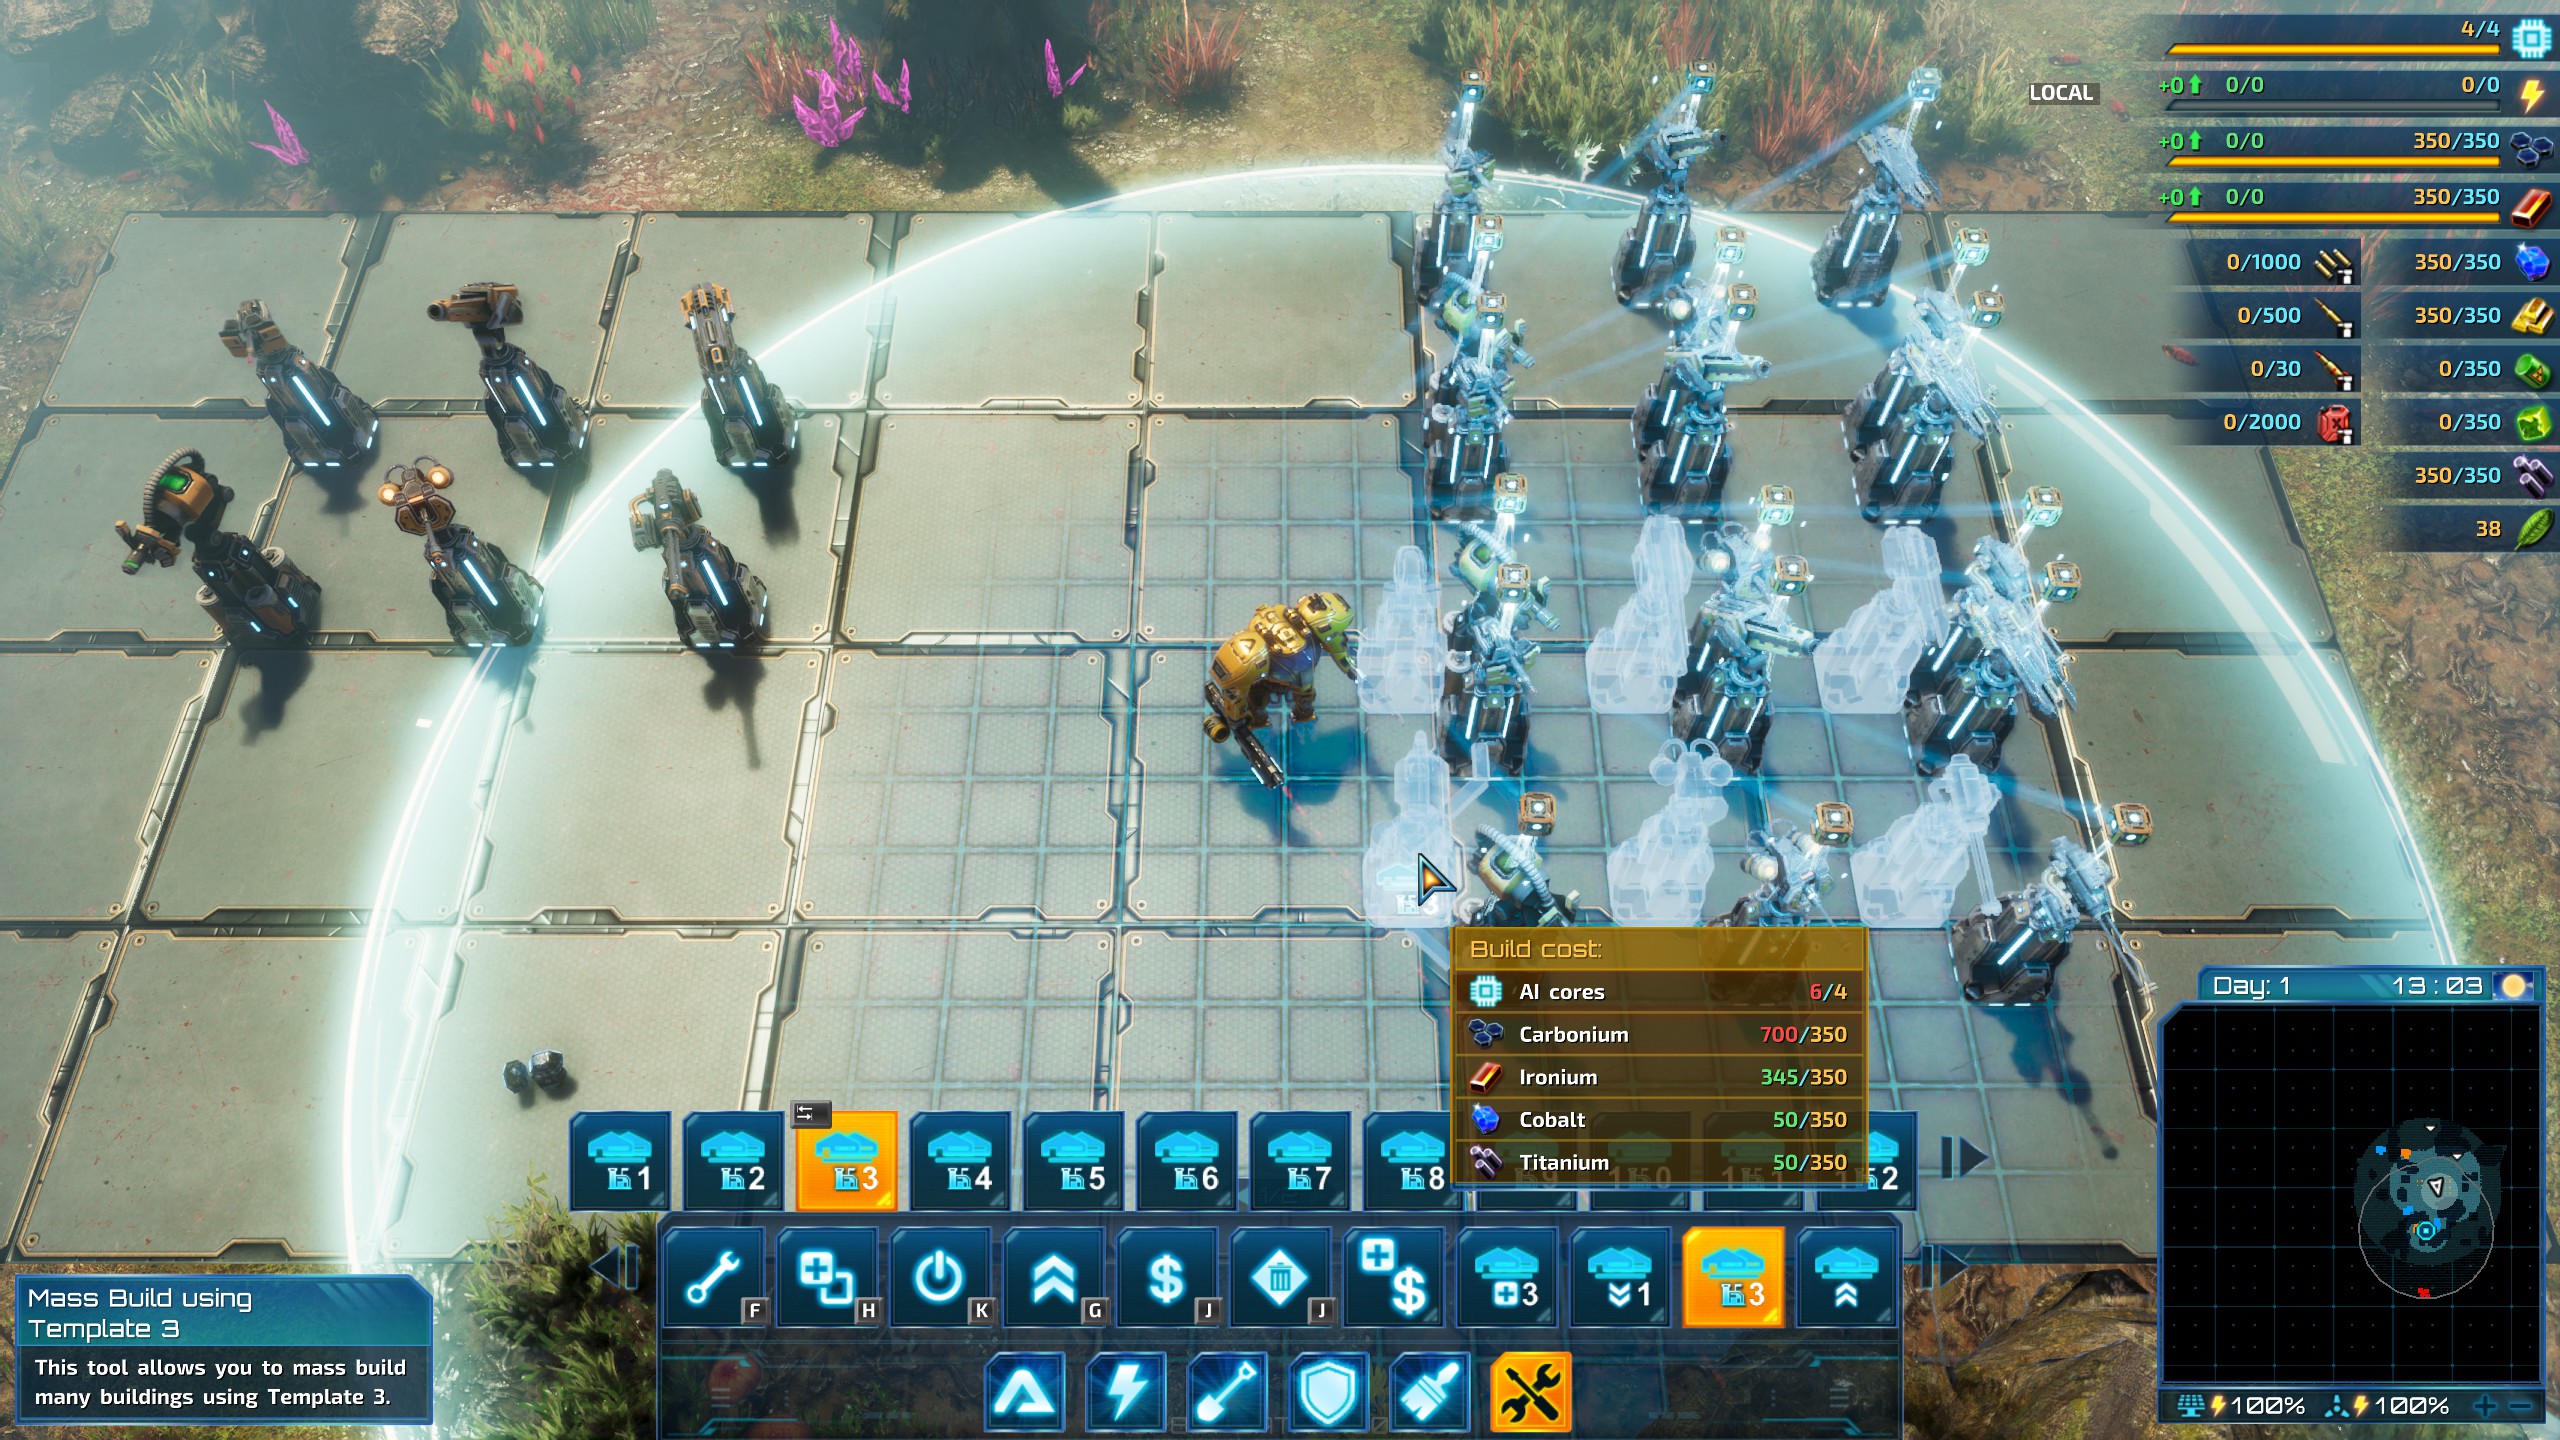 4/4
LOCAL
+0 0/0 0/0
+0 0/0 350/350
+0 0/0 350/350
0/1000 350/350
0/500 350/350
0/30 0/350
0/2000 0/350
350/350
38
Build cost:
AI cores 6/4
Carbonium 700/350
Ironium 345/350
Cobalt 50/350
Titanium 50/350
Day: 1 13:03
1 2 3 4 5 6 7 8
F H K G J J 3 1 3
Mass Build using
Template 3
This tool allows you to mass build
many buildings using Template 3.
100% 100%